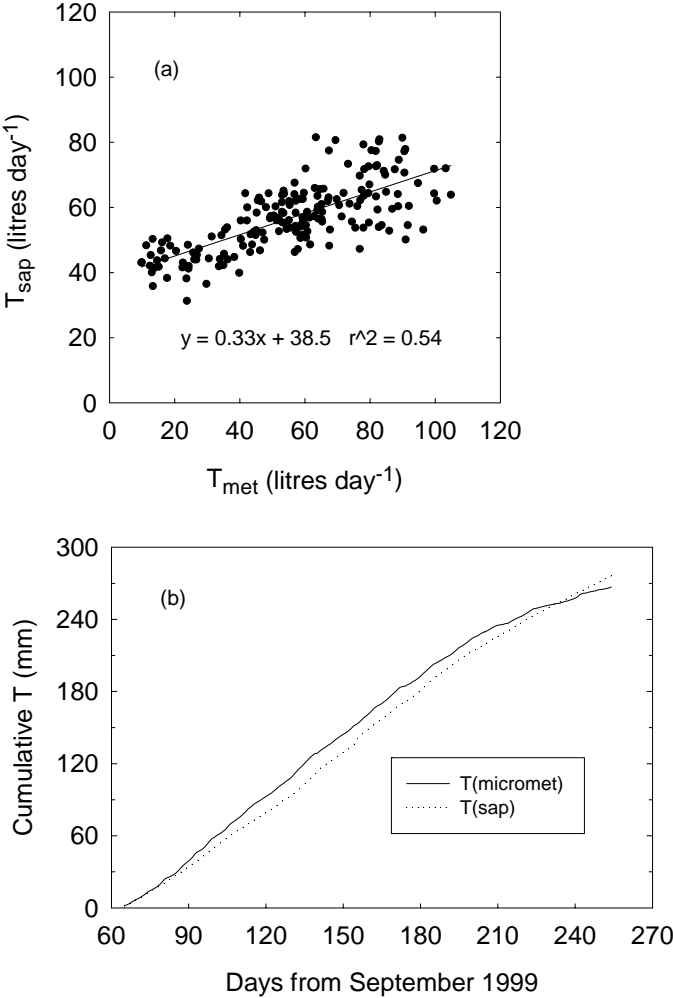 120
(a)
100
80
60
40
20
0
T_sap (litres day^-1)
y = 0.33x + 38.5 r^2 = 0.54
0 20 40 60 80 100 120
T_met (litres day^-1)
300
(b)
240
180
120
60
0
Cumulative T (mm)
T(micromet)
T(sap)
60 90 120 150 180 210 240 270
Days from September 1999